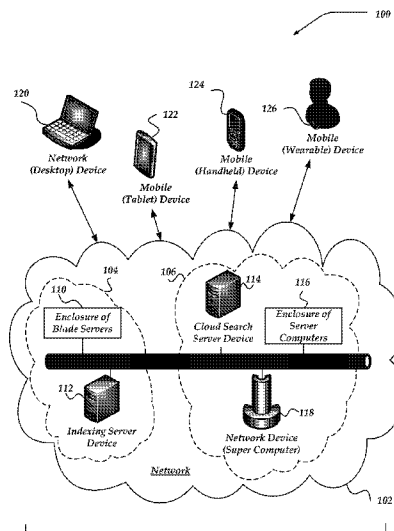 100
120
124
122
126
Network
(Desktop) Device
Mobile
(Tablet) Device
Mobile
(Handheld) Device
Mobile
(Wearable) Device
104
106
110
114
116
Enclosure of
Blade Servers
Cloud Search
Server Device
Enclosure of
Server
Computers
112
118
Indexing Server
Device
Network Device
(Super Computer)
Network
102